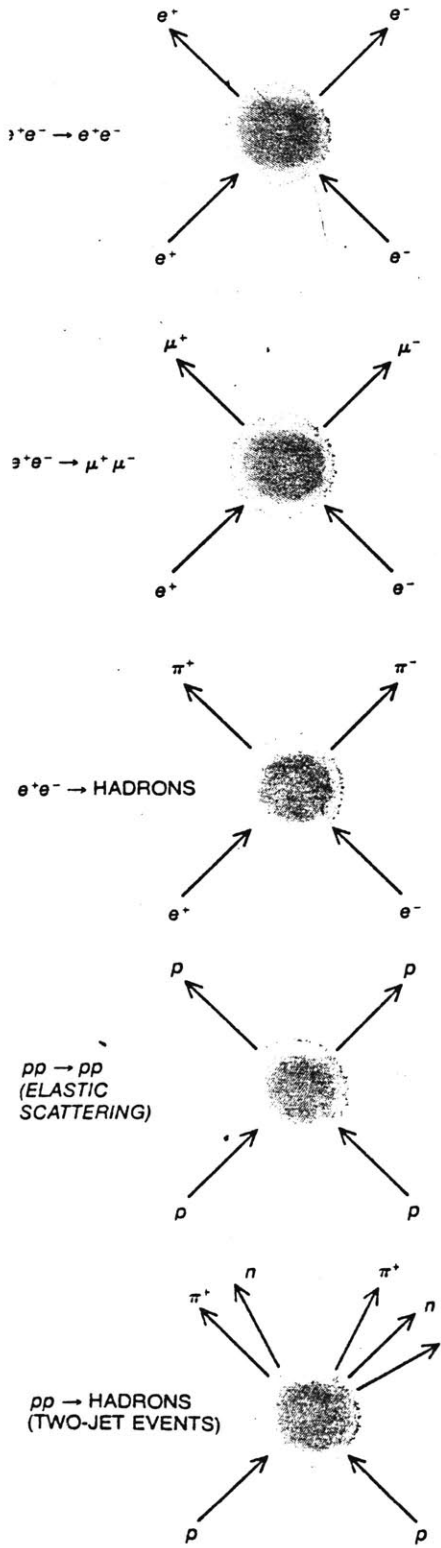 e⁺ e⁻
e⁺e⁻ → e⁺e⁻
e⁺ e⁻
μ⁺ μ⁻
e⁺e⁻ → μ⁺ μ⁻
e⁺ e⁻
π⁺ π⁻
e⁺e⁻ → HADRONS
e⁺ e⁻
p p
pp → pp
(ELASTIC
SCATTERING)
p p
π⁺ n π⁺ n
pp → HADRONS
(TWO-JET EVENTS)
p p